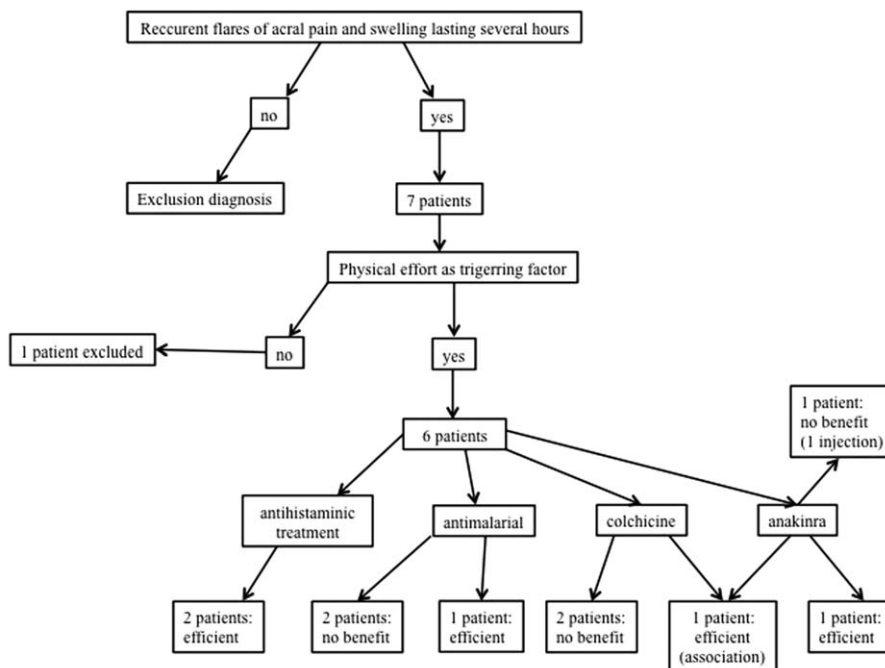 Reccurent flares of acral pain and swelling lasting several hours
no
yes
Exclusion diagnosis
7 patients
Physical effort as trigerring factor
1 patient excluded
no
yes
6 patients
1 patient:
no benefit
(1 injection)
antihistaminic
treatment
antimalarial
colchicine
anakinra
2 patients:
efficient
2 patients:
no benefit
1 patient:
efficient
2 patients:
no benefit
1 patient:
efficient
(association)
1 patient:
efficient